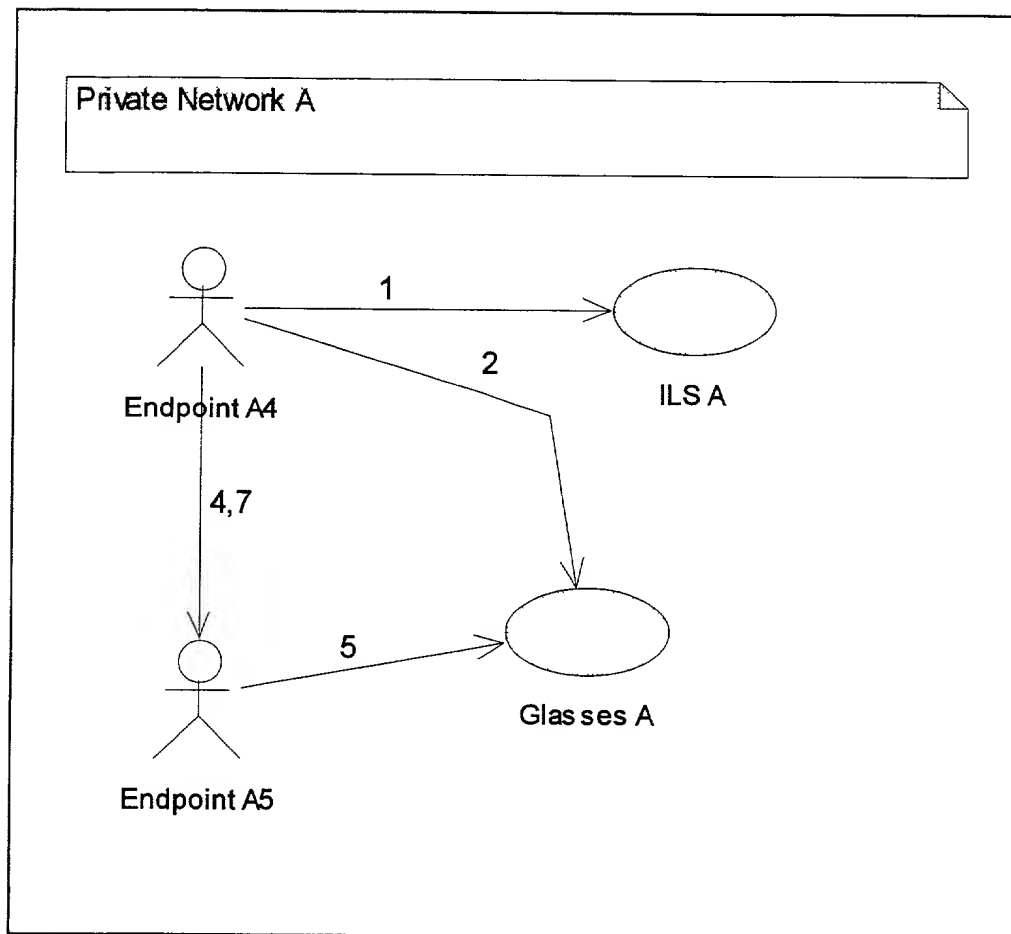 Private Network A
1
2
ILS A
Endpoint A4
4,7
5
Glasses A
Endpoint A5